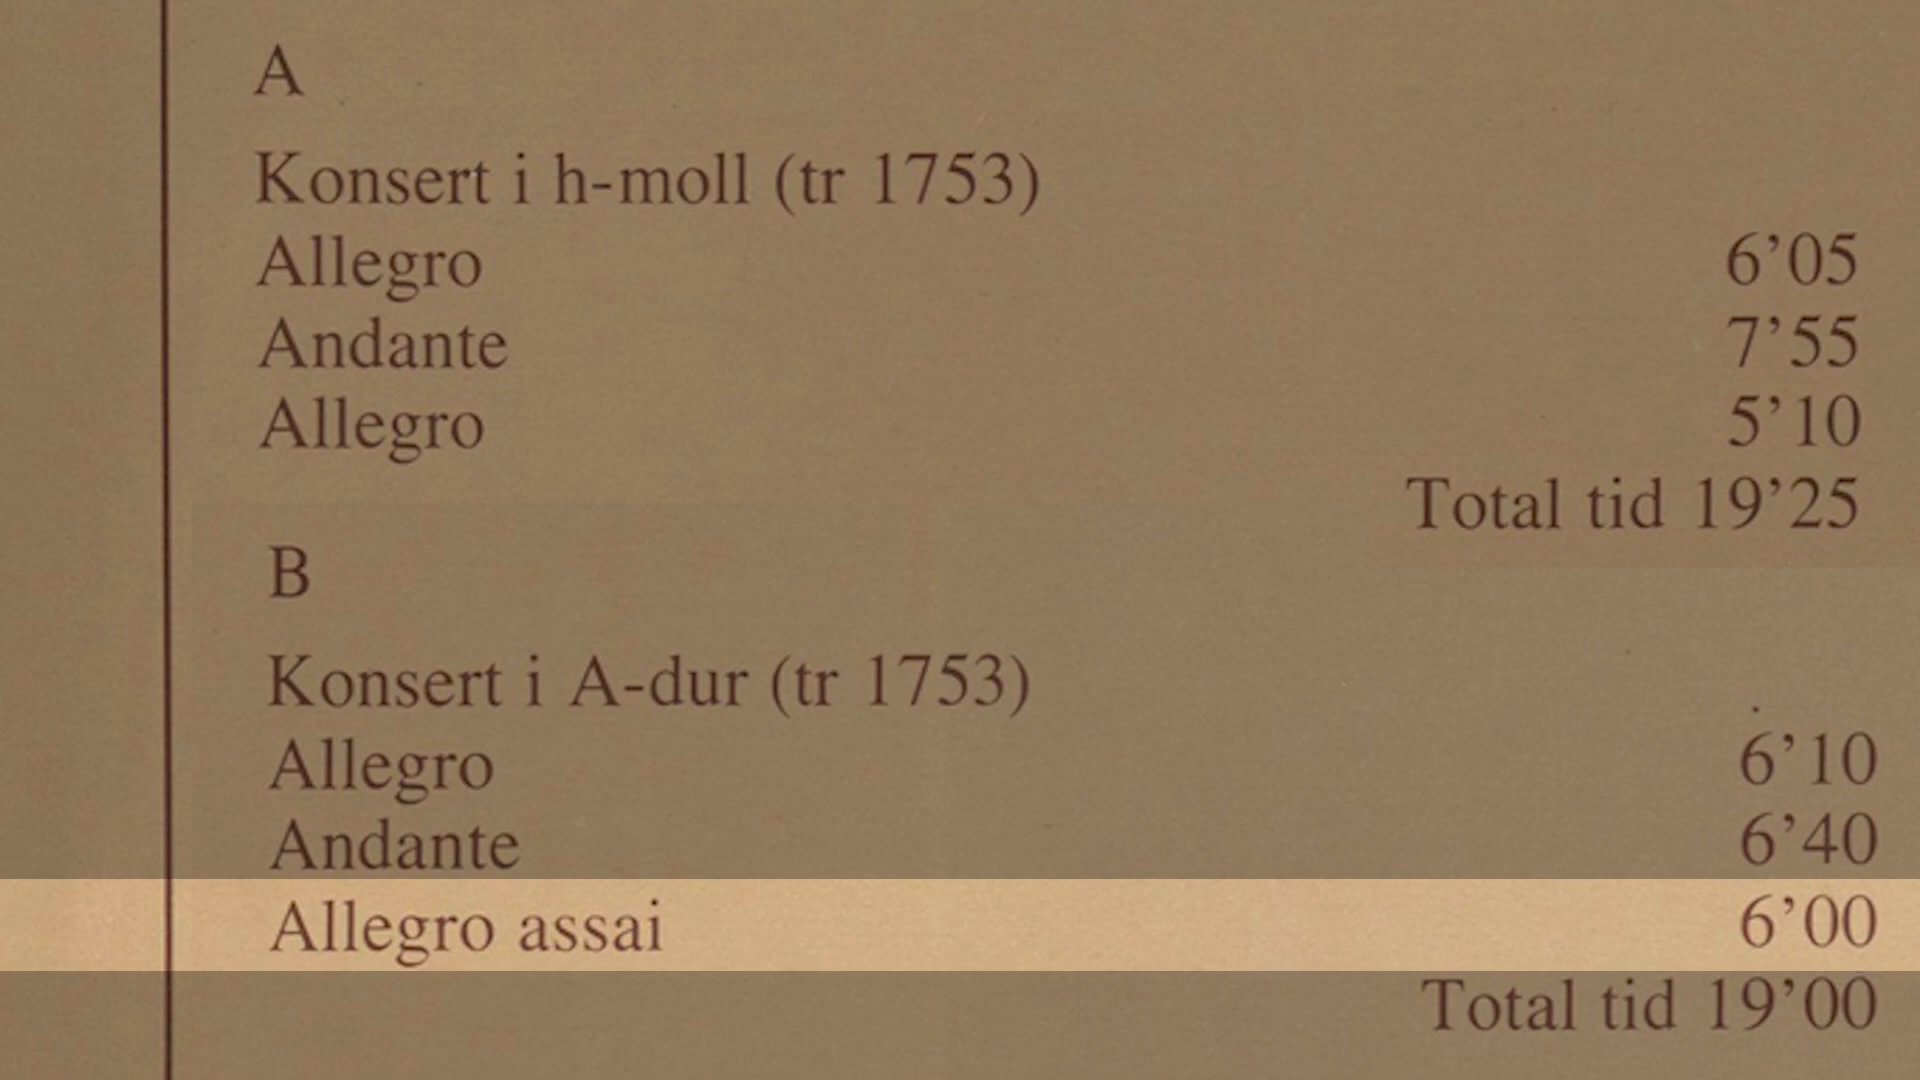 A
Konsert i h-moll (tr 1753)
Allegro 6’05
Andante 7’55
Allegro 5’10
Total tid 19’25
B
Konsert i A-dur (tr 1753)
Allegro 6’10
Andante 6’40
Allegro assai 6’00
Total tid 19’00